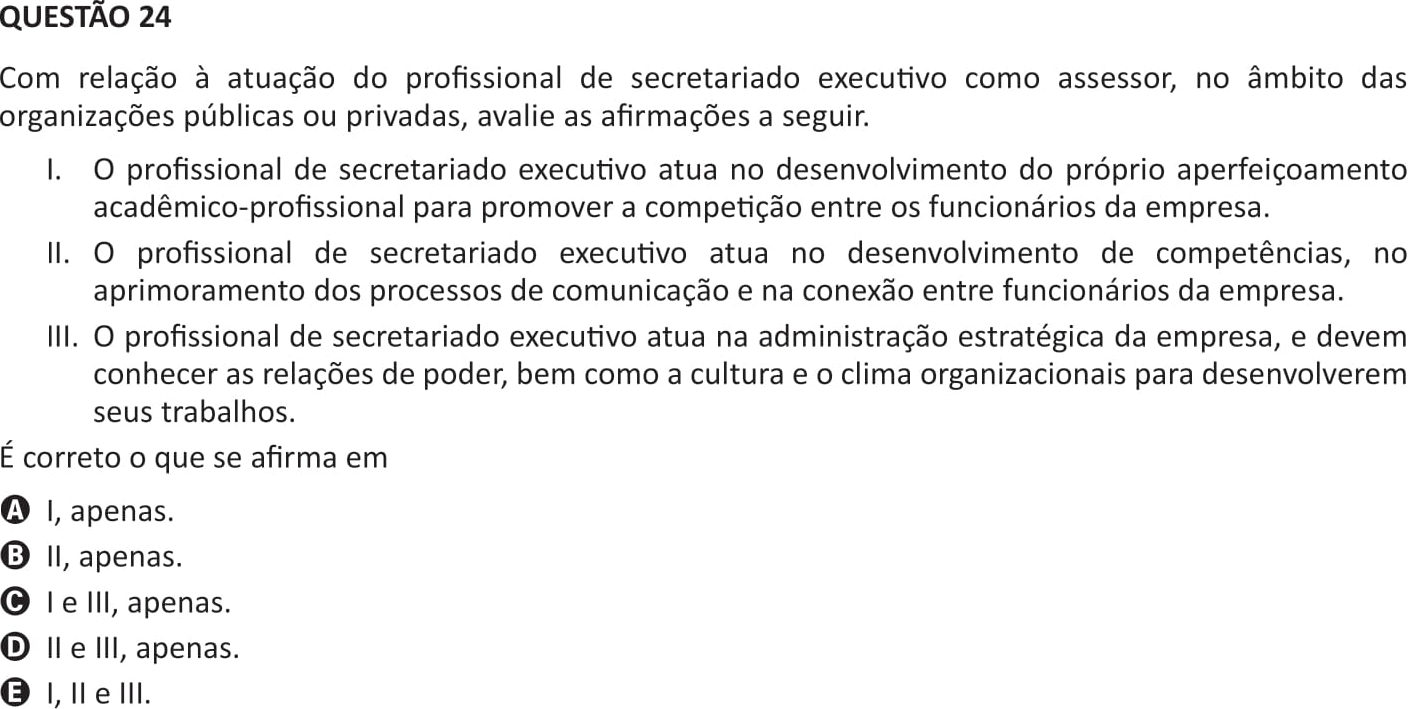 QUESTÃO 24
Com relação à atuação do profissional de secretariado executivo como assessor, no âmbito das
organizações públicas ou privadas, avalie as afirmações a seguir.
I. O profissional de secretariado executivo atua no desenvolvimento do próprio aperfeiçoamento
acadêmico-profissional para promover a competição entre os funcionários da empresa.
II. O profissional de secretariado executivo atua no desenvolvimento de competências, no
aprimoramento dos processos de comunicação e na conexão entre funcionários da empresa.
III. O profissional de secretariado executivo atua na administração estratégica da empresa, e devem
conhecer as relações de poder, bem como a cultura e o clima organizacionais para desenvolverem
seus trabalhos.
É correto o que se afirma em
A I, apenas.
B II, apenas.
C I e III, apenas.
D II e III, apenas.
E I, II e III.